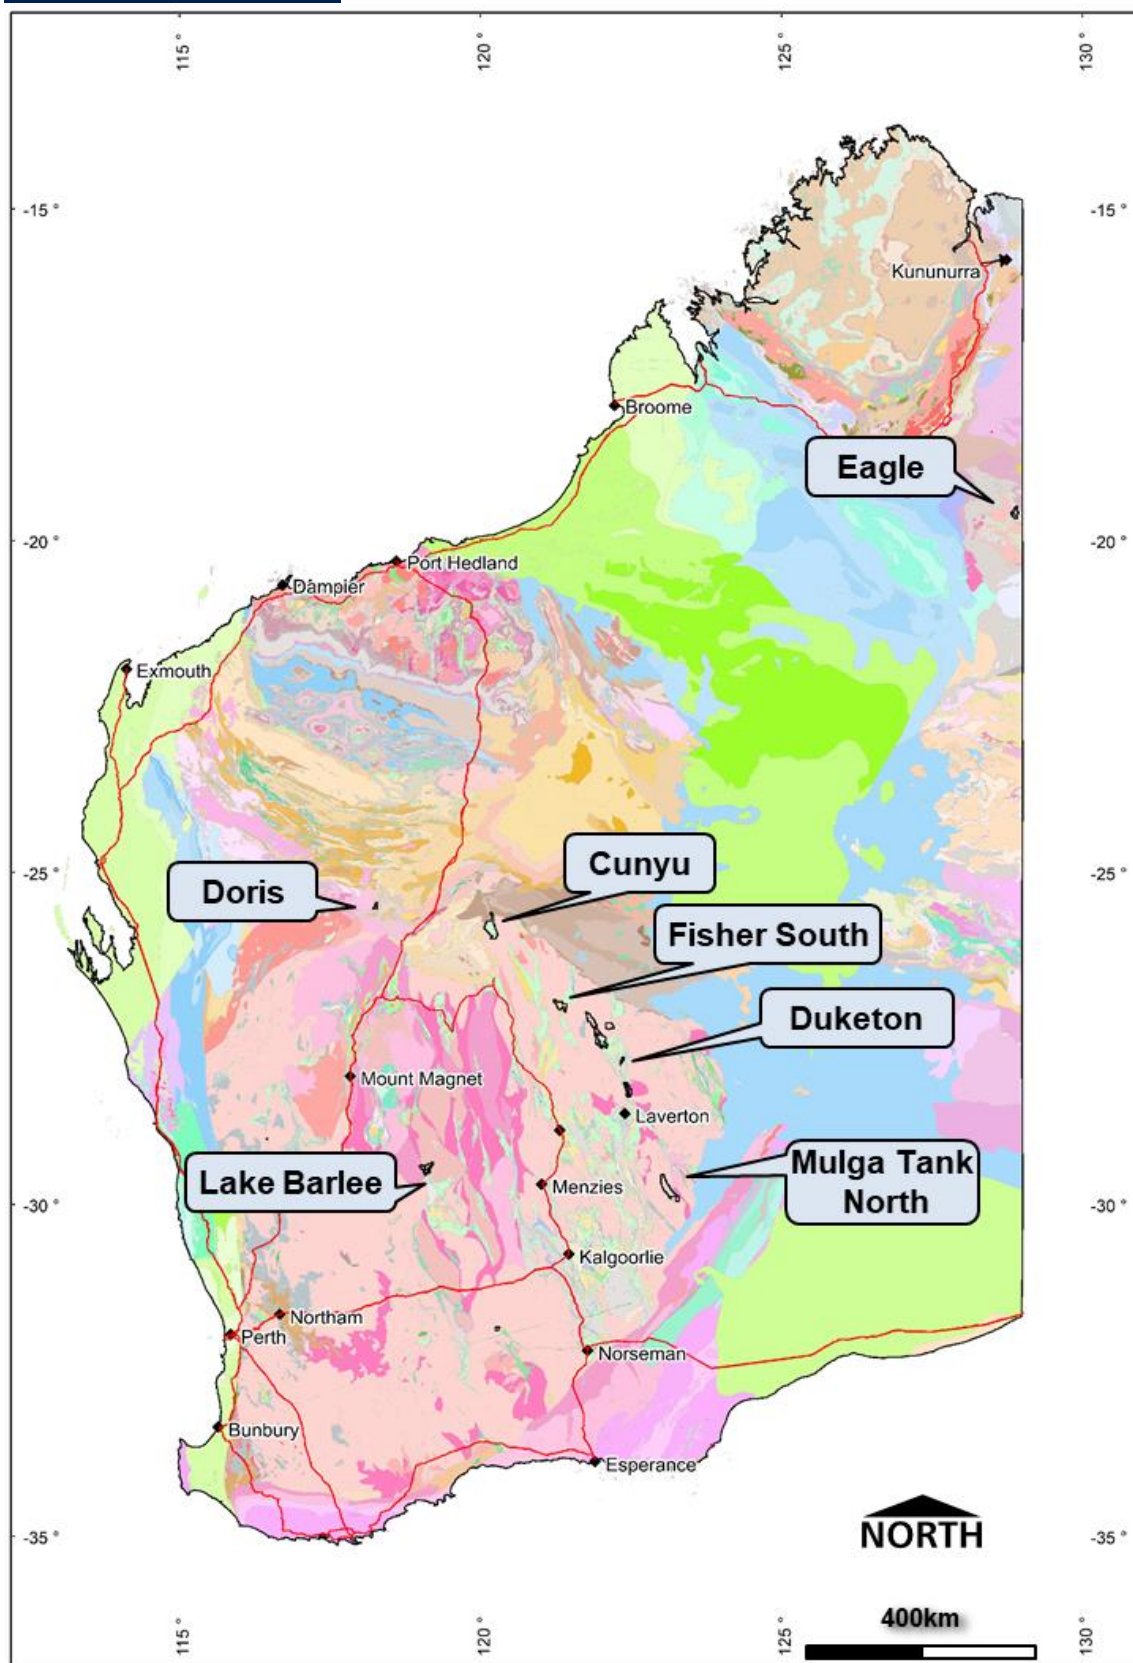 115 °
120 °
125 °
130 °
-15 °
-15 °
Kununurra
Broome
Eagle
-20 °
-20 °
Port Hedland
Dampier
Exmouth
Cunyu
-25 °
-25 °
Doris
Fisher South
Duketon
Mount Magnet
Laverton
Mulga Tank
North
Lake Barlee
Menzies
-30 °
-30 °
Kalgoorlie
Northam
Perth
Norseman
Bunbury
Esperance
NORTH
-35 °
-35 °
400km
115 °
120 °
125 °
130 °